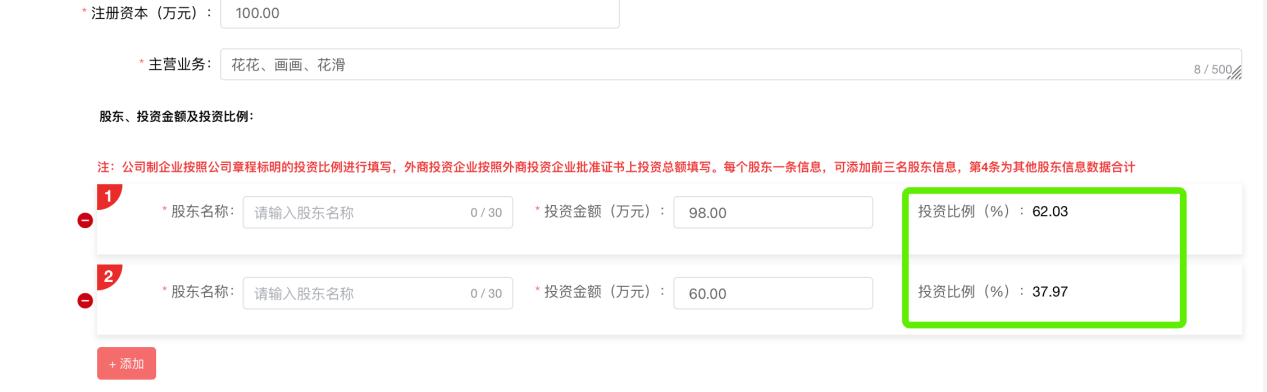 * 注册资本（万元）： 100.00
* 主营业务： 花花、画画、花滑 8 / 500
股东、投资金额及投资比例：
注：公司制企业按照公司章程标明的投资比例进行填写，外商投资企业按照外商投资企业批准证书上投资总额填写。每个股东一条信息，可添加前三名股东信息，第4条为其他股东信息数据合计
1
* 股东名称： 请输入股东名称 0 / 30 * 投资金额（万元）： 98.00 投资比例（%）：62.03
2
* 股东名称： 请输入股东名称 0 / 30 * 投资金额（万元）： 60.00 投资比例（%）：37.97
+ 添加